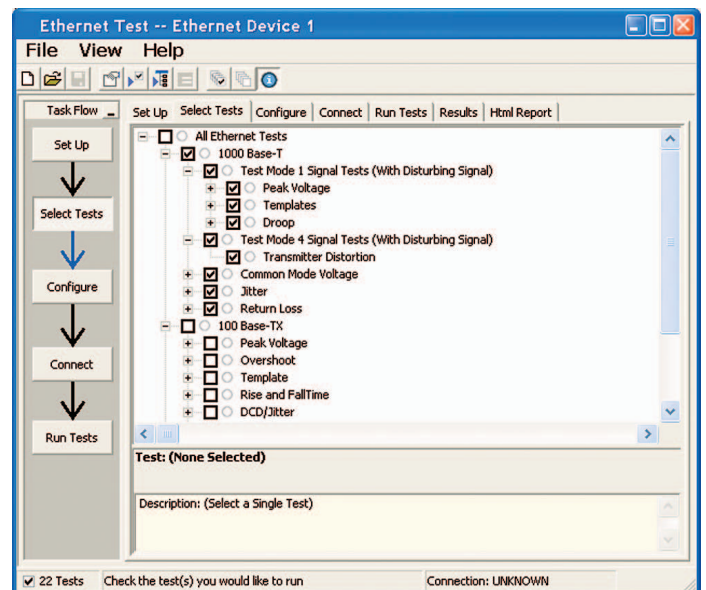 Ethernet Test -- Ethernet Device 1
File View Help
Task Flow
Set Up Select Tests Configure Connect Run Tests Results Html Report
Set Up
Select Tests
Configure
Connect
Run Tests
All Ethernet Tests
1000 Base-T
Test Mode 1 Signal Tests (With Disturbing Signal)
Peak Voltage
Templates
Droop
Test Mode 4 Signal Tests (With Disturbing Signal)
Transmitter Distortion
Common Mode Voltage
Jitter
Return Loss
100 Base-TX
Peak Voltage
Overshoot
Template
Rise and FallTime
DCD/Jitter
Test: (None Selected)
Description: (Select a Single Test)
22 Tests Check the test(s) you would like to run Connection: UNKNOWN